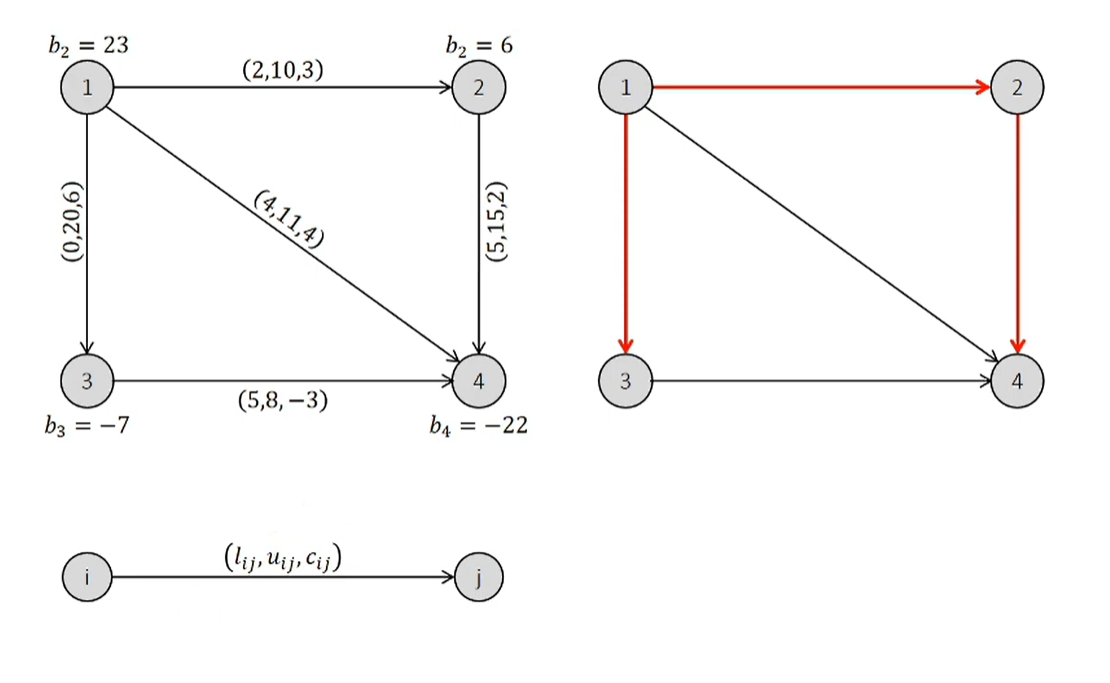 b₂ = 23
b₂ = 6
(2,10,3)
1
2
1
2
(0,20,6)
(4,11,4)
(5,15,2)
3
4
3
4
(5,8,−3)
b₃ = −7
b₄ = −22
(lᵢⱼ, uᵢⱼ, cᵢⱼ)
i
j